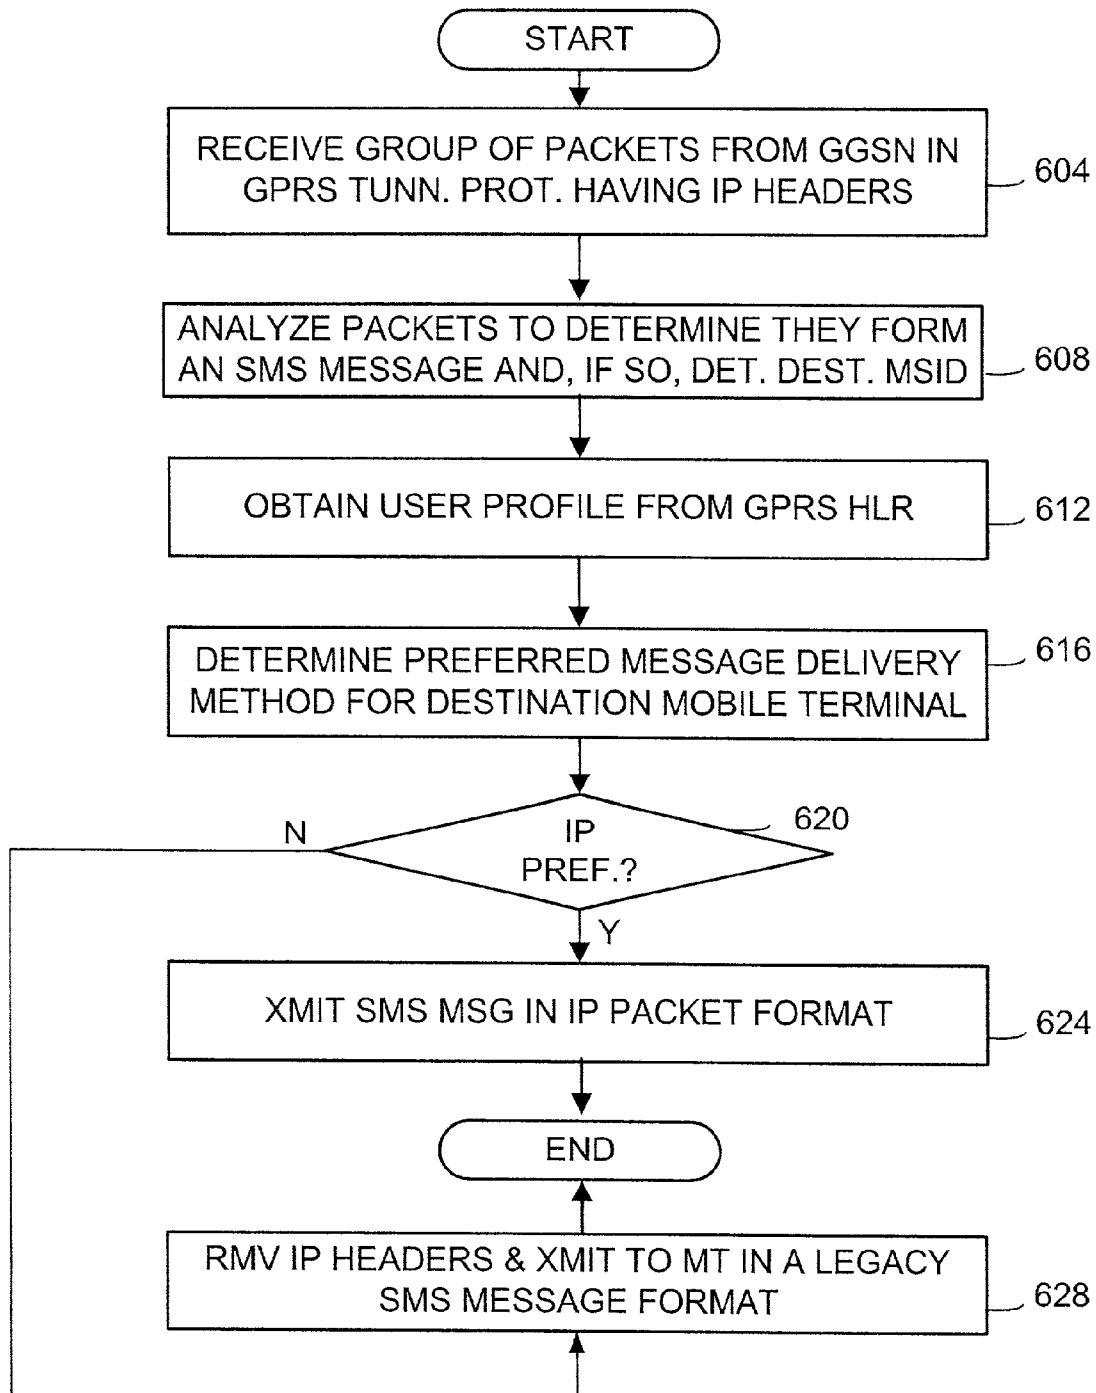 START
RECEIVE GROUP OF PACKETS FROM GGSN IN
GPRS TUNN. PROT. HAVING IP HEADERS
604
ANALYZE PACKETS TO DETERMINE THEY FORM
AN SMS MESSAGE AND, IF SO, DET. DEST. MSID
608
OBTAIN USER PROFILE FROM GPRS HLR
612
DETERMINE PREFERRED MESSAGE DELIVERY
METHOD FOR DESTINATION MOBILE TERMINAL
616
N
IP
PREF.?
620
Y
XMIT SMS MSG IN IP PACKET FORMAT
624
END
RMV IP HEADERS & XMIT TO MT IN A LEGACY
SMS MESSAGE FORMAT
628